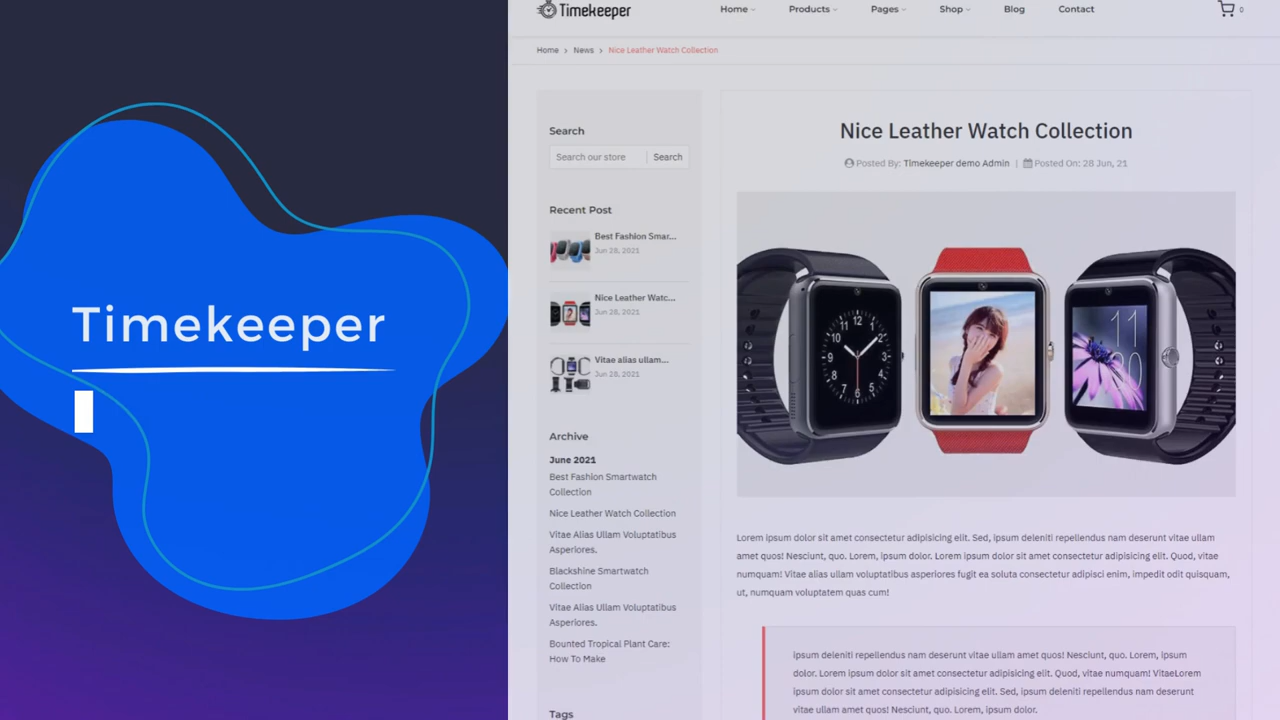 Timekeeper
Timekeeper
Home
Products
Pages
Shop
Blog
Contact
0
Home > News > Nice Leather Watch Collection
Search
Search our store
Search
Recent Post
Best Fashion Smar...
Jun 28, 2021
Nice Leather Watc...
Jun 28, 2021
Vitae alias ullam...
Jun 28, 2021
Archive
June 2021
Best Fashion Smartwatch
Collection
Nice Leather Watch Collection
Vitae Alias Ullam Voluptatibus
Asperiores.
Blackshine Smartwatch
Collection
Vitae Alias Ullam Voluptatibus
Asperiores.
Bounted Tropical Plant Care:
How To Make
Tags
Nice Leather Watch Collection
Posted By: Timekeeper demo Admin | Posted On: 28 Jun, 21
Lorem ipsum dolor sit amet consectetur adipisicing elit. Sed, ipsum deleniti repellendus nam deserunt vitae ullam
amet quos! Nesciunt, quo. Lorem, ipsum dolor. Lorem ipsum dolor sit amet consectetur adipisicing elit. Quod, vitae
numquam! Vitae alias ullam voluptatibus asperiores fugit ea soluta consectetur adipisci enim, impedit odit quisquam,
ut, numquam voluptatem quas cum!
ipsum deleniti repellendus nam deserunt vitae ullam amet quos! Nesciunt, quo. Lorem, ipsum
dolor. Lorem ipsum dolor sit amet consectetur adipisicing elit. Quod, vitae numquam! VitaeLorem
ipsum dolor sit amet consectetur adipisicing elit. Sed, ipsum deleniti repellendus nam deserunt
vitae ullam amet quos! Nesciunt, quo. Lorem, ipsum dolor.